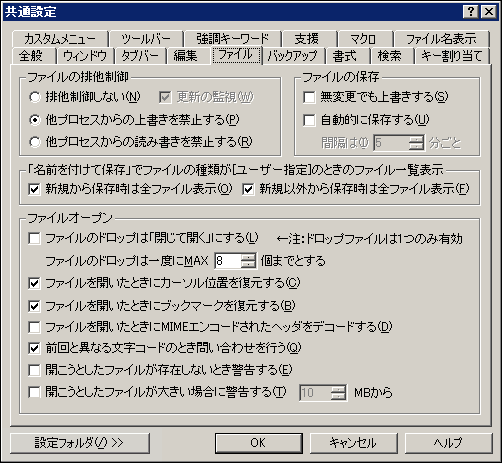 共通設定
カスタムメニュー ツールバー 強調キーワード 支援 マクロ ファイル名表示
全般 ウィンドウ タブバー 編集 ファイル バックアップ 書式 検索 キー割り当て
ファイルの排他制御
排他制御しない(N) 更新の監視(W)
他プロセスからの上書きを禁止する(P)
他プロセスからの読み書きを禁止する(R)
ファイルの保存
無変更でも上書きする(S)
自動的に保存する(U)
間隔は(I) 5 分ごと
「名前を付けて保存」でファイルの種類が[ユーザー指定]のときのファイル一覧表示
新規から保存時は全ファイル表示(O) 新規以外から保存時は全ファイル表示(F)
ファイルオープン
ファイルのドロップは「閉じて開く」にする(L) ←注:ドロップファイルは1つのみ有効
ファイルのドロップは一度にMAX 8 個までとする
ファイルを開いたときにカーソル位置を復元する(C)
ファイルを開いたときにブックマークを復元する(B)
ファイルを開いたときにMIMEエンコードされたヘッダをデコードする(D)
前回と異なる文字コードのとき問い合わせを行う(Q)
開こうとしたファイルが存在しないとき警告する(E)
開こうとしたファイルが大きい場合に警告する(T) 10 MBから
設定フォルダ(/) >> OK キャンセル ヘルプ